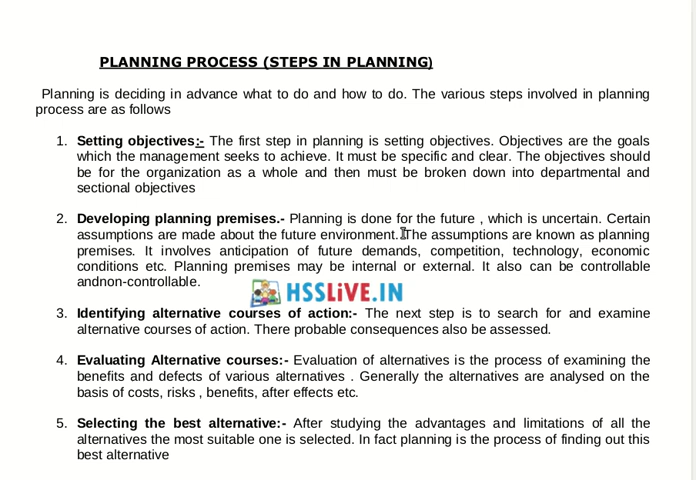 PLANNING PROCESS (STEPS IN PLANNING)
Planning is deciding in advance what to do and how to do. The various steps involved in planning
process are as follows
1. Setting objectives:- The first step in planning is setting objectives. Objectives are the goals
which the management seeks to achieve. It must be specific and clear. The objectives should
be for the organization as a whole and then must be broken down into departmental and
sectional objectives
2. Developing planning premises.- Planning is done for the future , which is uncertain. Certain
assumptions are made about the future environment. The assumptions are known as planning
premises. It involves anticipation of future demands, competition, technology, economic
conditions etc. Planning premises may be internal or external. It also can be controllable
andnon-controllable.
HSSLiVE.IN
3. Identifying alternative courses of action:- The next step is to search for and examine
alternative courses of action. There probable consequences also be assessed.
4. Evaluating Alternative courses:- Evaluation of alternatives is the process of examining the
benefits and defects of various alternatives . Generally the alternatives are analysed on the
basis of costs, risks , benefits, after effects etc.
5. Selecting the best alternative:- After studying the advantages and limitations of all the
alternatives the most suitable one is selected. In fact planning is the process of finding out this
best alternative